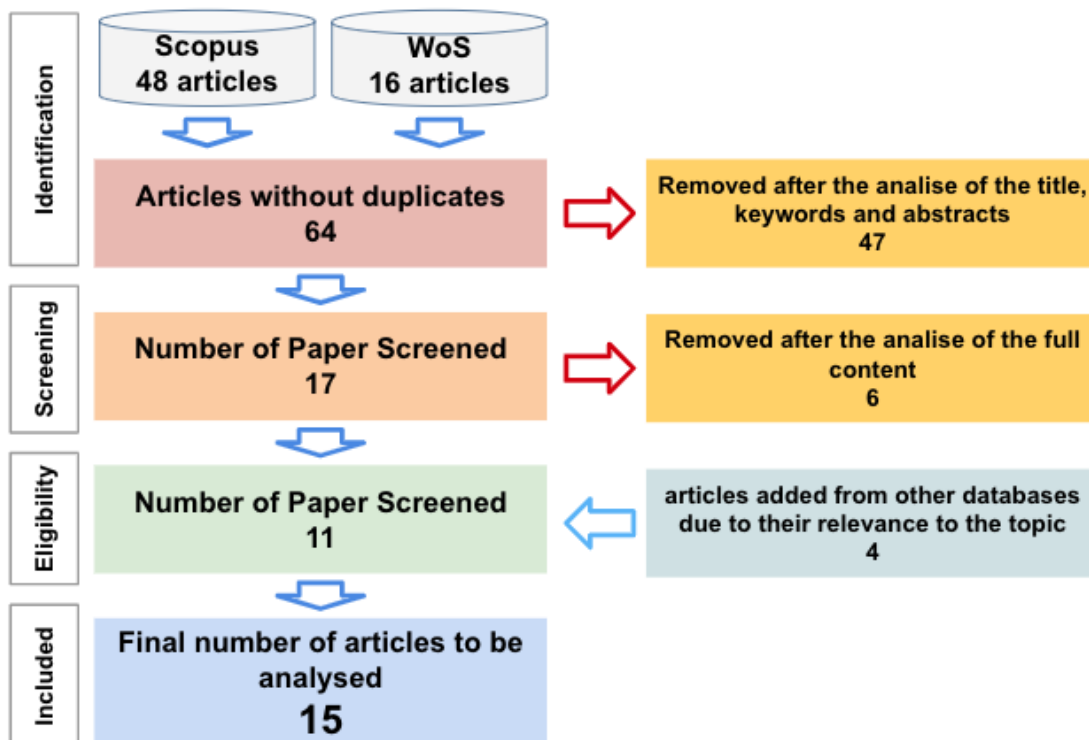 Identification
Scopus
48 articles
WoS
16 articles
Articles without duplicates
64
Removed after the analise of the title,
keywords and abstracts
47
Screening
Number of Paper Screened
17
Removed after the analise of the full
content
6
Eligibility
Number of Paper Screened
11
articles added from other databases
due to their relevance to the topic
4
Included
Final number of articles to be
analysed
15